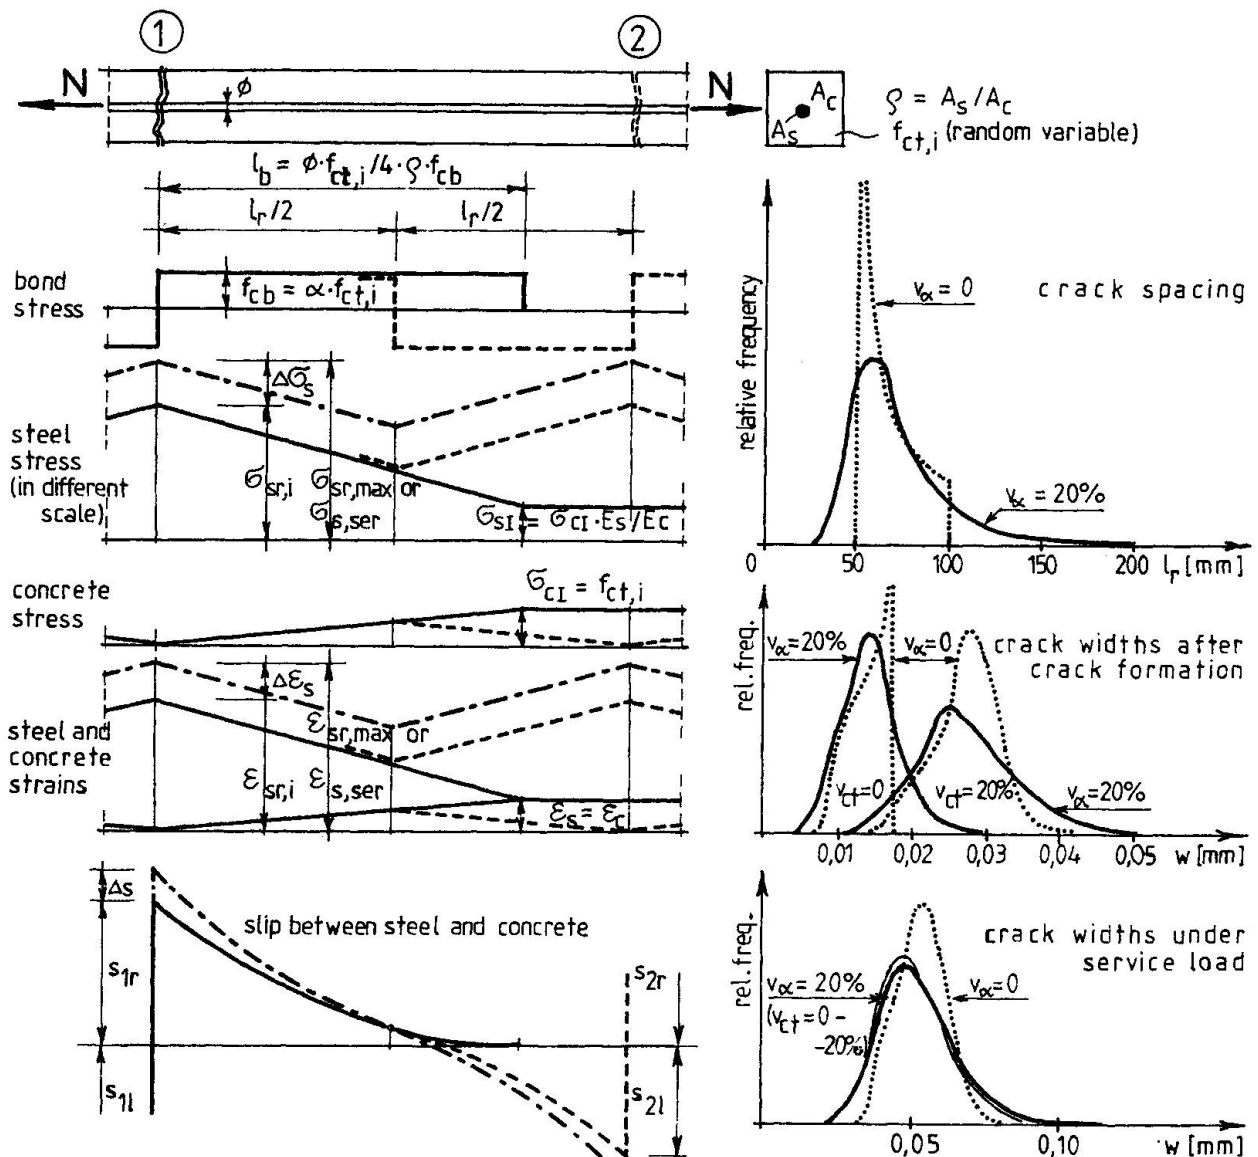 1
2
N
ϕ
N
A_c
A_s
ρ = A_s/A_c
f_ct,i (random variable)
l_b = ϕ·f_ct,i/4·ρ·f_cb
l_r/2
l_r/2
bond
stress
f_cb = α·f_ct,i
Δσ_s
steel
stress
(in different
scale)
σ_sr,i
σ_sr,max or
σ_s,ser
σ_sI = σ_cI·E_s/E_c
concrete
stress
σ_cI = f_ct,i
Δε_s
steel and
concrete
strains
ε_sr,i
ε_sr,max or
ε_s,ser
ε_s = ε_c
Δs
s_1r
s_1l
slip between steel and concrete
s_2r
s_2l
relative frequency
v_α = 0
crack spacing
v_α = 20%
0
50
100
150
200
l_r [mm]
rel.freq.
v_α=20%
v_α=0
crack widths after
crack formation
v_ct=0
v_ct=20%
v_α=20%
0,01
0,02
0,03
0,04
0,05
w [mm]
rel.freq.
crack widths under
service load
v_α=20%
(v_ct=0-
-20%)
v_α=0
0,05
0,10
w [mm]